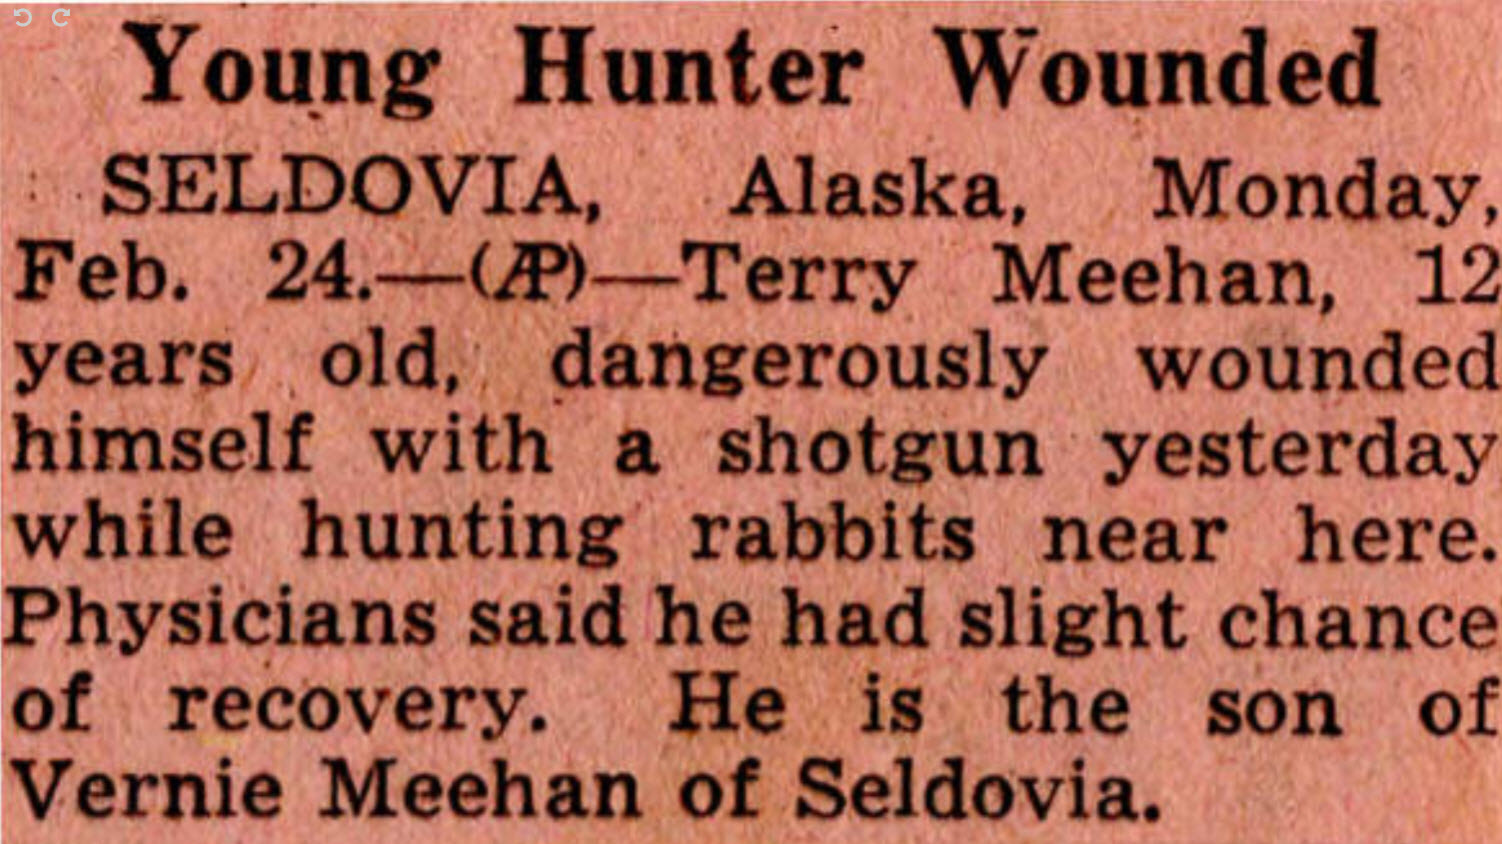 Young Hunter Wounded
SELDOVIA, Alaska, Monday,
Feb. 24.—(AP)—Terry Meehan, 12
years old, dangerously wounded
himself with a shotgun yesterday
while hunting rabbits near here.
Physicians said he had slight chance
of recovery. He is the son of
Vernie Meehan of Seldovia.